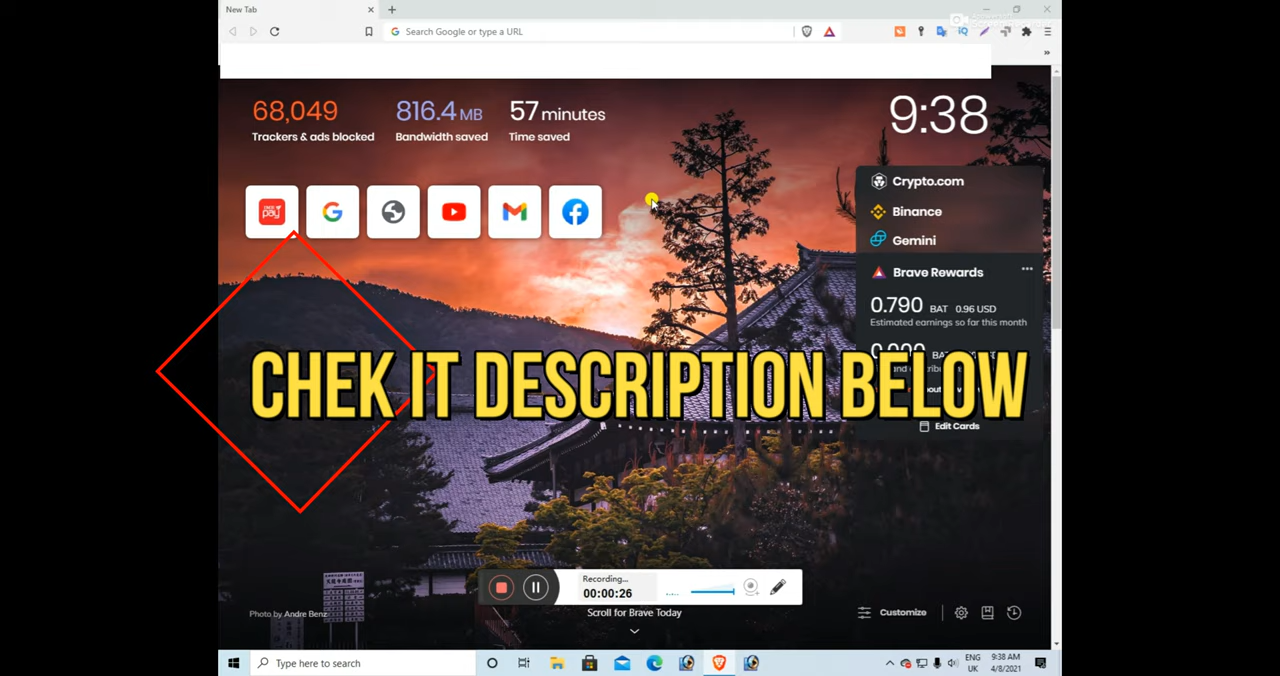 New Tab
Search Google or type a URL
68,049
Trackers & ads blocked
816.4 MB
Bandwidth saved
57 minutes
Time saved
9:38
pay
Crypto.com
Binance
Gemini
Brave Rewards
0.790 BAT 0.96 USD
Estimated earnings so far this month
CHEK IT DESCRIPTION BELOW
Edit Cards
Recording...
00:00:26
Scroll for Brave Today
Photo by Andre Benz
Customize
Type here to search
ENG
UK
9:38 AM
4/8/2021